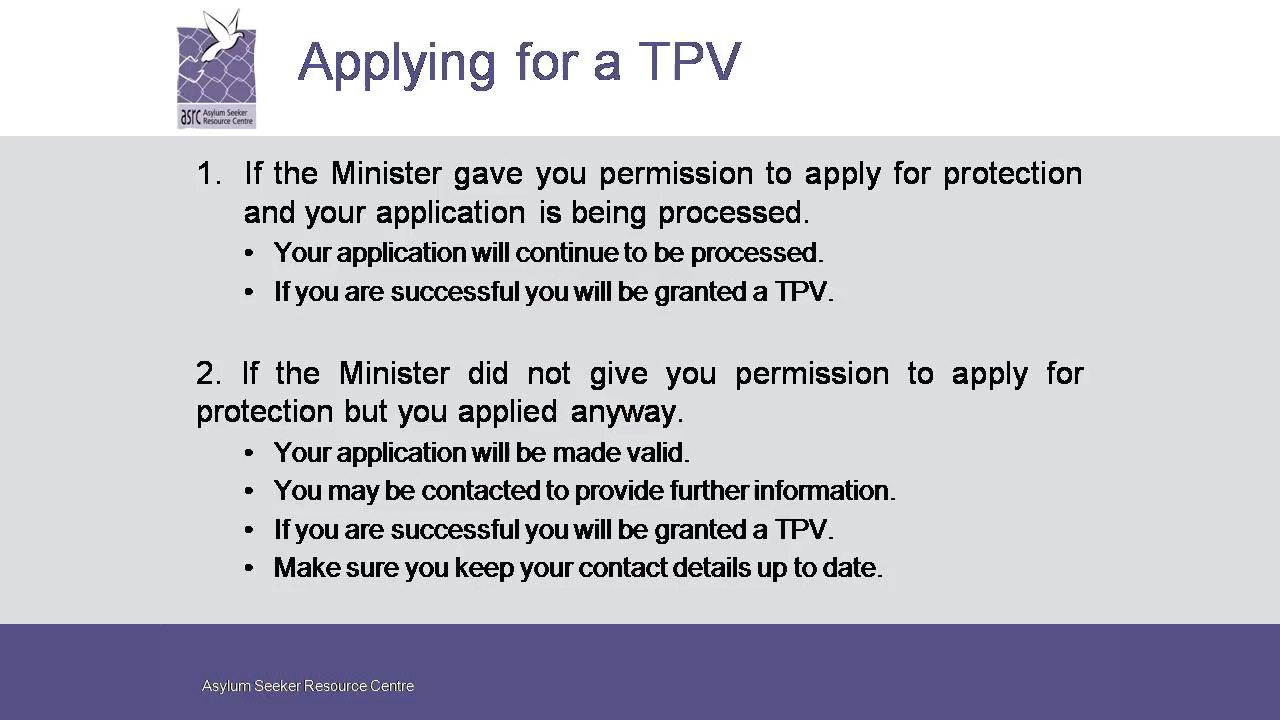 Applying for a TPV
asrc Asylum Seeker
Resource Centre
1. If the Minister gave you permission to apply for protection
and your application is being processed.
• Your application will continue to be processed.
• If you are successful you will be granted a TPV.
2. If the Minister did not give you permission to apply for
protection but you applied anyway.
• Your application will be made valid.
• You may be contacted to provide further information.
• If you are successful you will be granted a TPV.
• Make sure you keep your contact details up to date.
Asylum Seeker Resource Centre